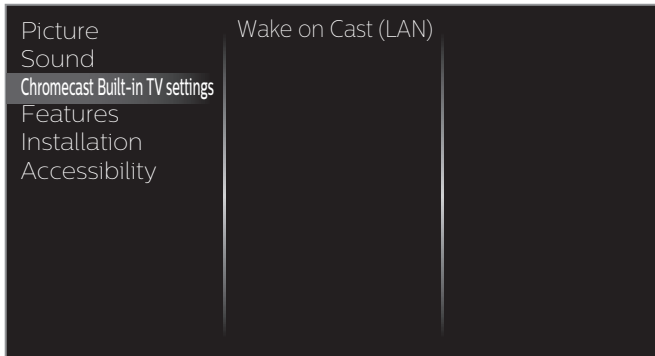 Picture
Sound
Chromecast Built-in TV settings
Features
Installation
Accessibility
Wake on Cast (LAN)